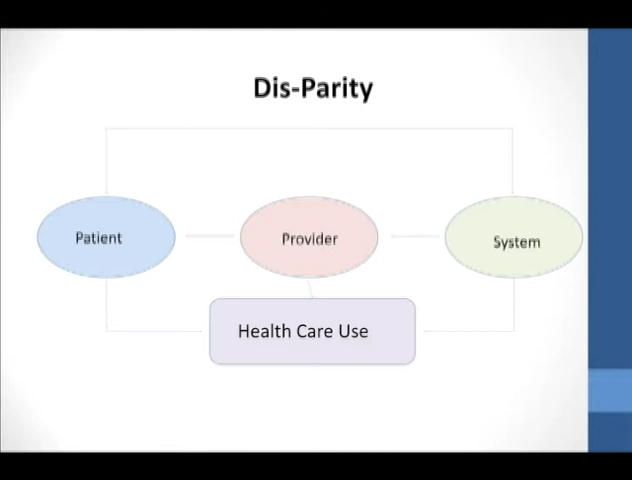 Dis-Parity
Patient
Provider
System
Health Care Use